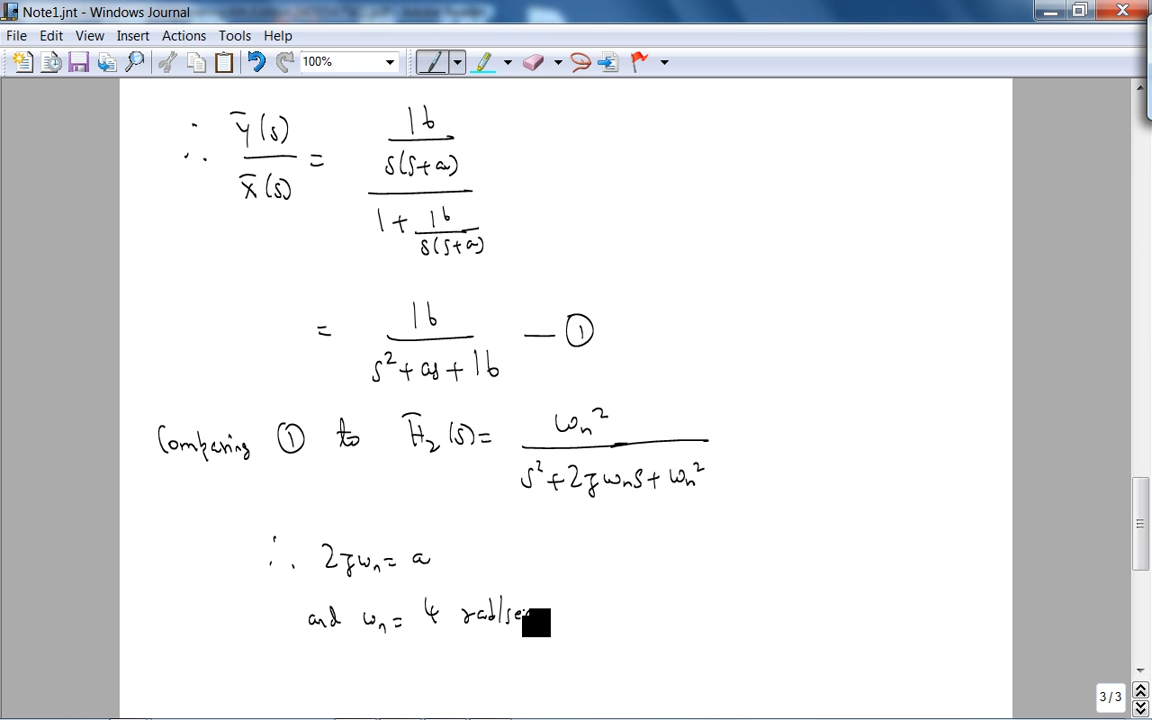 Note1.jnt - Windows Journal
File Edit View Insert Actions Tools Help
100%
∴ Y̅(s) / X̅(s) = (16 / s(s+a)) / (1 + 16 / s(s+a))
= 16 / (s² + as + 16) — ①
Comparing ① to H̅₂(s) = ωₙ² / (s² + 2ζωₙs + ωₙ²)
∴ 2ζωₙ = a
and ωₙ = 4 rad/sec
3 / 3